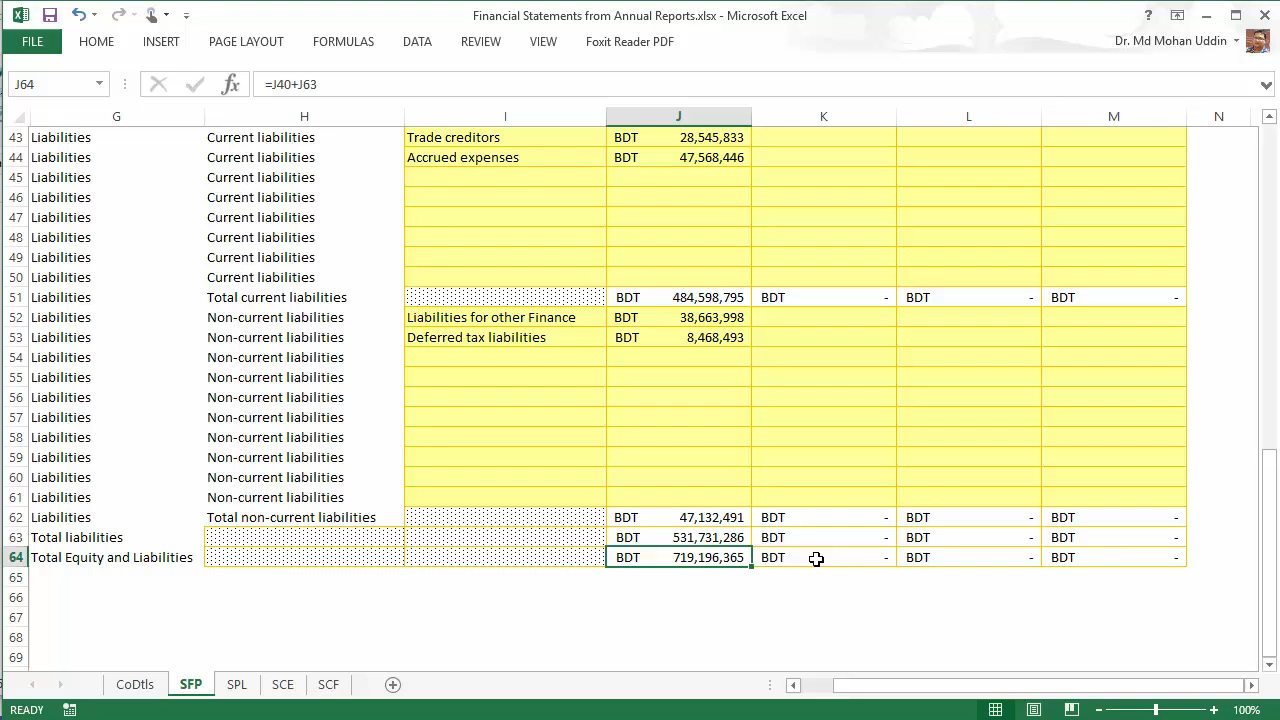 Financial Statements from Annual Reports.xlsx - Microsoft Excel
FILE HOME INSERT PAGE LAYOUT FORMULAS DATA REVIEW VIEW Foxit Reader PDF Dr. Md Mohan Uddin
J64 fx =J40+J63
G H I J K L M N
43 Liabilities Current liabilities Trade creditors BDT 28,545,833
44 Liabilities Current liabilities Accrued expenses BDT 47,568,446
45 Liabilities Current liabilities
46 Liabilities Current liabilities
47 Liabilities Current liabilities
48 Liabilities Current liabilities
49 Liabilities Current liabilities
50 Liabilities Current liabilities
51 Liabilities Total current liabilities BDT 484,598,795 BDT - BDT - BDT -
52 Liabilities Non-current liabilities Liabilities for other Finance BDT 38,663,998
53 Liabilities Non-current liabilities Deferred tax liabilities BDT 8,468,493
54 Liabilities Non-current liabilities
55 Liabilities Non-current liabilities
56 Liabilities Non-current liabilities
57 Liabilities Non-current liabilities
58 Liabilities Non-current liabilities
59 Liabilities Non-current liabilities
60 Liabilities Non-current liabilities
61 Liabilities Non-current liabilities
62 Liabilities Total non-current liabilities BDT 47,132,491 BDT - BDT - BDT -
63 Total liabilities BDT 531,731,286 BDT - BDT - BDT -
64 Total Equity and Liabilities BDT 719,196,365 BDT - BDT - BDT -
65
66
67
68
69
CoDtls SFP SPL SCE SCF
READY 100%